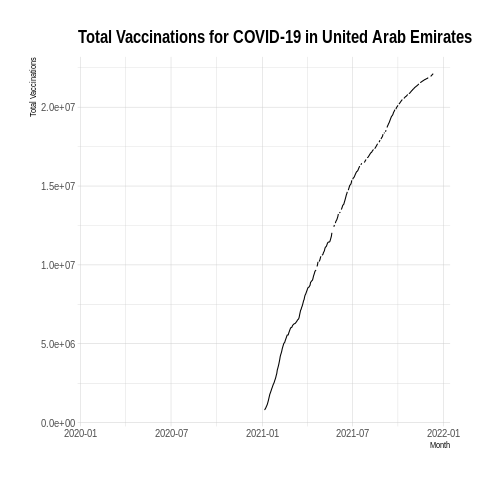 Total Vaccinations for COVID-19 in United Arab Emirates
Total Vaccinations
2.0e+07
1.5e+07
1.0e+07
5.0e+06
0.0e+00
2020-01 2020-07 2021-01 2021-07 2022-01
Month